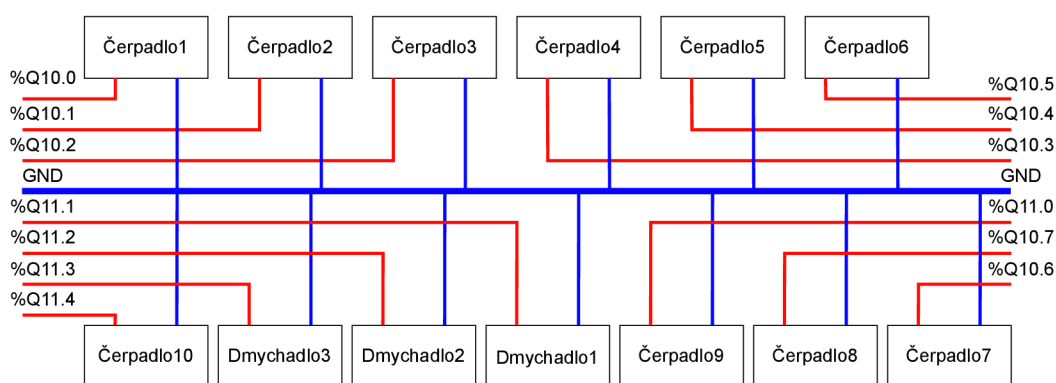 Čerpadlo1 Čerpadlo2 Čerpadlo3 Čerpadlo4 Čerpadlo5 Čerpadlo6
%Q10.0 %Q10.5
%Q10.1 %Q10.4
%Q10.2 %Q10.3
GND GND
%Q11.1 %Q11.0
%Q11.2 %Q10.7
%Q11.3 %Q10.6
%Q11.4
Čerpadlo10 Dmychadlo3 Dmychadlo2 Dmychadlo1 Čerpadlo9 Čerpadlo8 Čerpadlo7